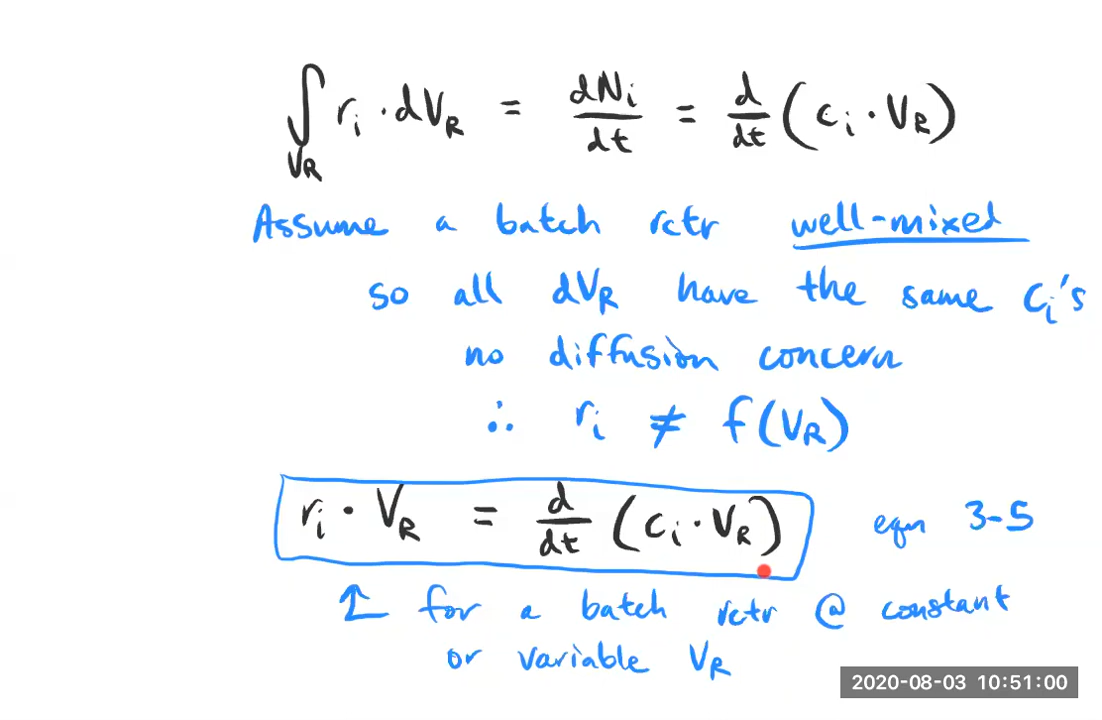 ∫_{V_R} r_i · dV_R = dN_i/dt = d/dt (c_i · V_R)
Assume a batch rctr well-mixed
so all dV_R have the same c_i's
no diffusion concern
∴ r_i ≠ f(V_R)
r_i · V_R = d/dt (c_i · V_R) eqn 3-5
↑ for a batch rctr @ constant
or variable V_R
2020-08-03 10:51:00